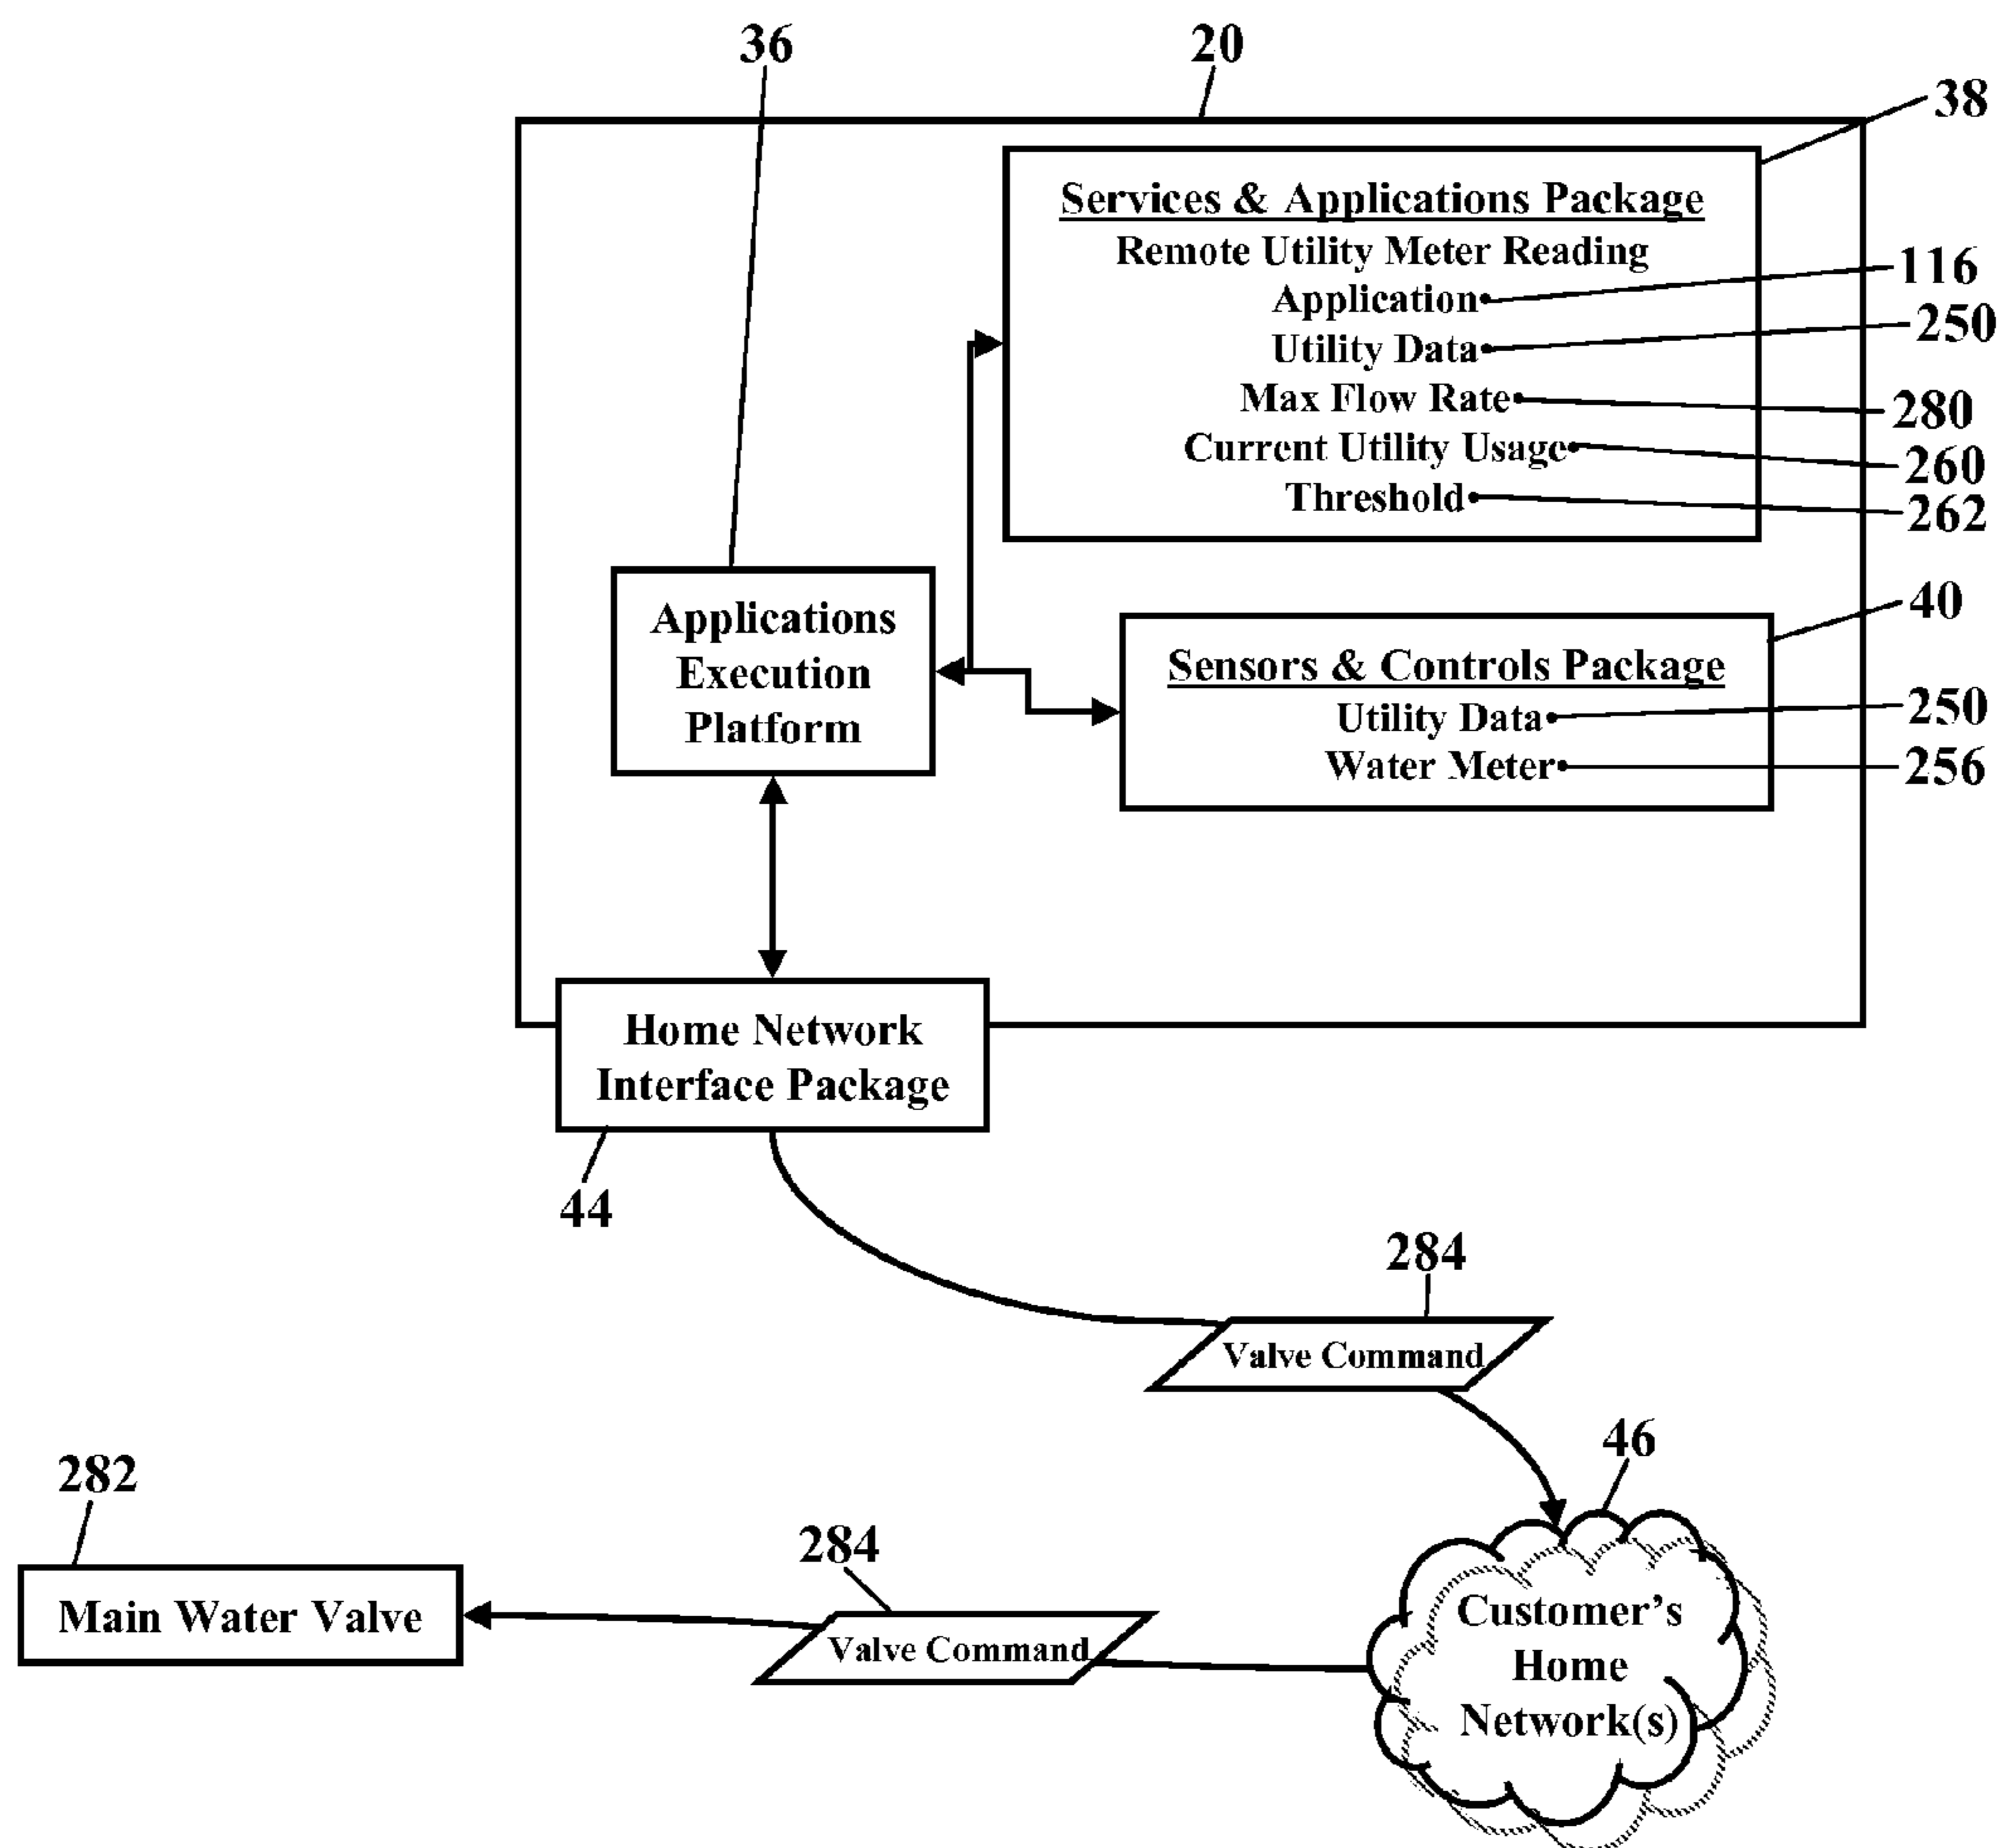 36
20
38
Services & Applications Package
Remote Utility Meter Reading
Application
116
Utility Data
250
Max Flow Rate
280
Current Utility Usage
260
Threshold
262
Applications
Execution
Platform
40
Sensors & Controls Package
Utility Data
250
Water Meter
256
Home Network
Interface Package
44
284
Valve Command
46
282
284
Main Water Valve
Valve Command
Customer's
Home
Network(s)